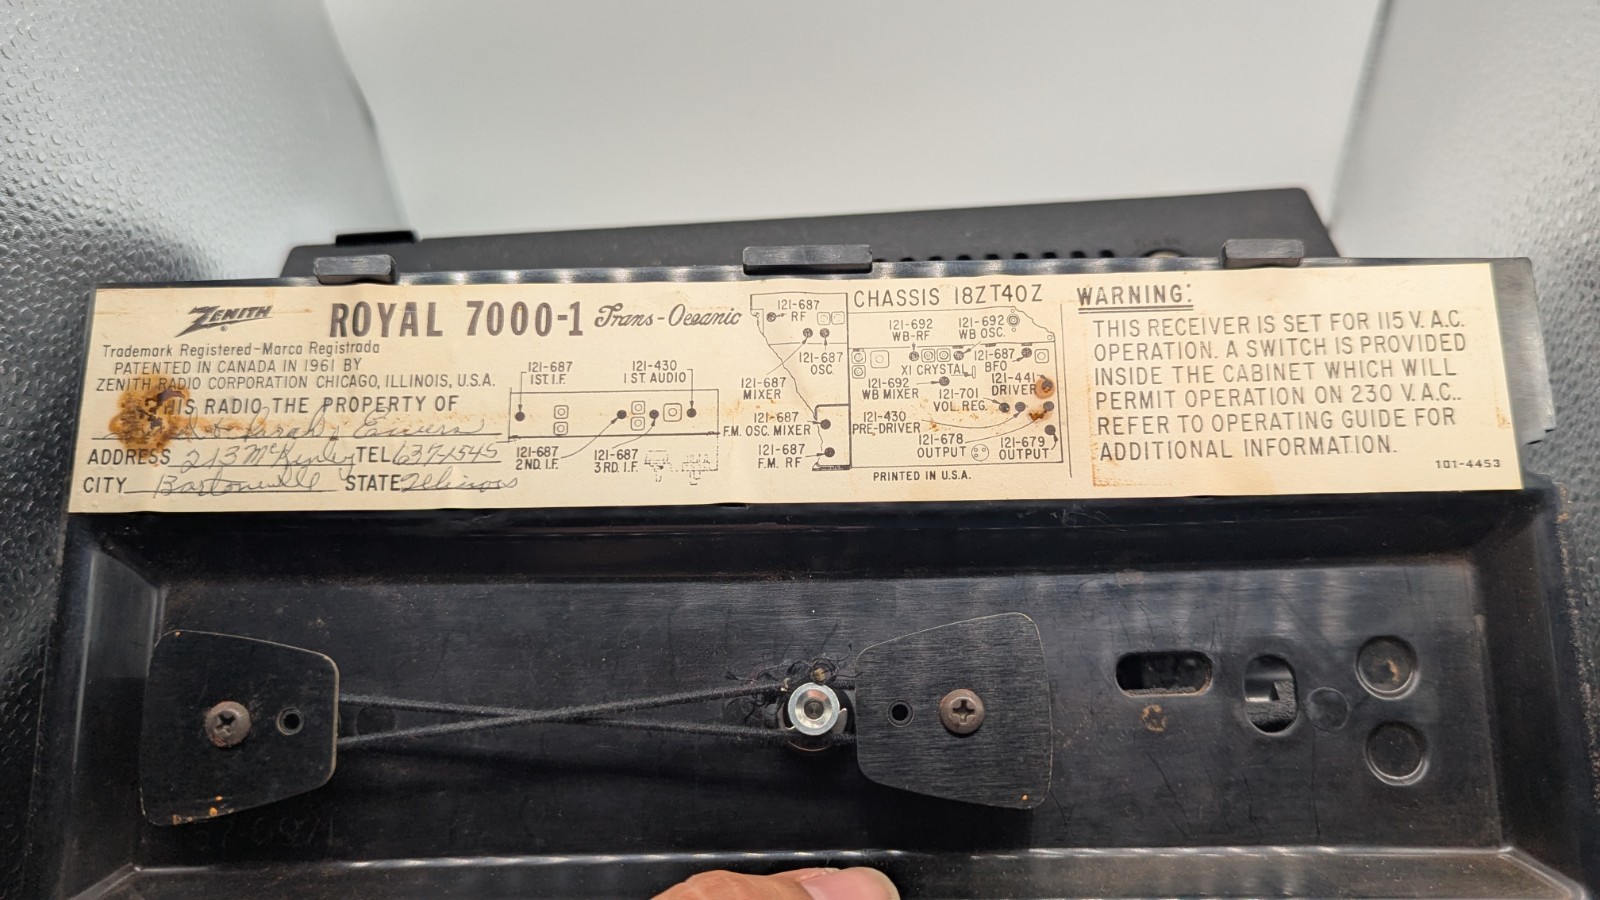 ZENITH ®
ROYAL 7000-1 Trans-Oceanic
Trademark Registered-Marca Registrada
PATENTED IN CANADA IN 1961 BY
ZENITH RADIO CORPORATION CHICAGO, ILLINOIS, U.S.A.
THIS RADIO THE PROPERTY OF
Sarah Ewers
ADDRESS 213 McKinley TEL 637-1545
CITY Bartonville STATE Illinois
121-687
1ST I.F.
121-430
1ST AUDIO
121-687
2ND. I.F.
121-687
3RD. I.F.
121-687
RF
121-687
OSC.
121-687
MIXER
121-687
F.M. OSC. MIXER
121-687
F.M. RF
CHASSIS 18ZT40Z
121-692
WB-RF
121-692
WB OSC.
X1 CRYSTAL
121-687
BFO
121-692
WB MIXER
121-441
DRIVER
121-701
VOL. REG.
121-430
PRE-DRIVER
121-678
OUTPUT
121-679
OUTPUT
PRINTED IN U.S.A.
WARNING:
THIS RECEIVER IS SET FOR 115 V. A.C.
OPERATION. A SWITCH IS PROVIDED
INSIDE THE CABINET WHICH WILL
PERMIT OPERATION ON 230 V. A.C..
REFER TO OPERATING GUIDE FOR
ADDITIONAL INFORMATION.
101-4453